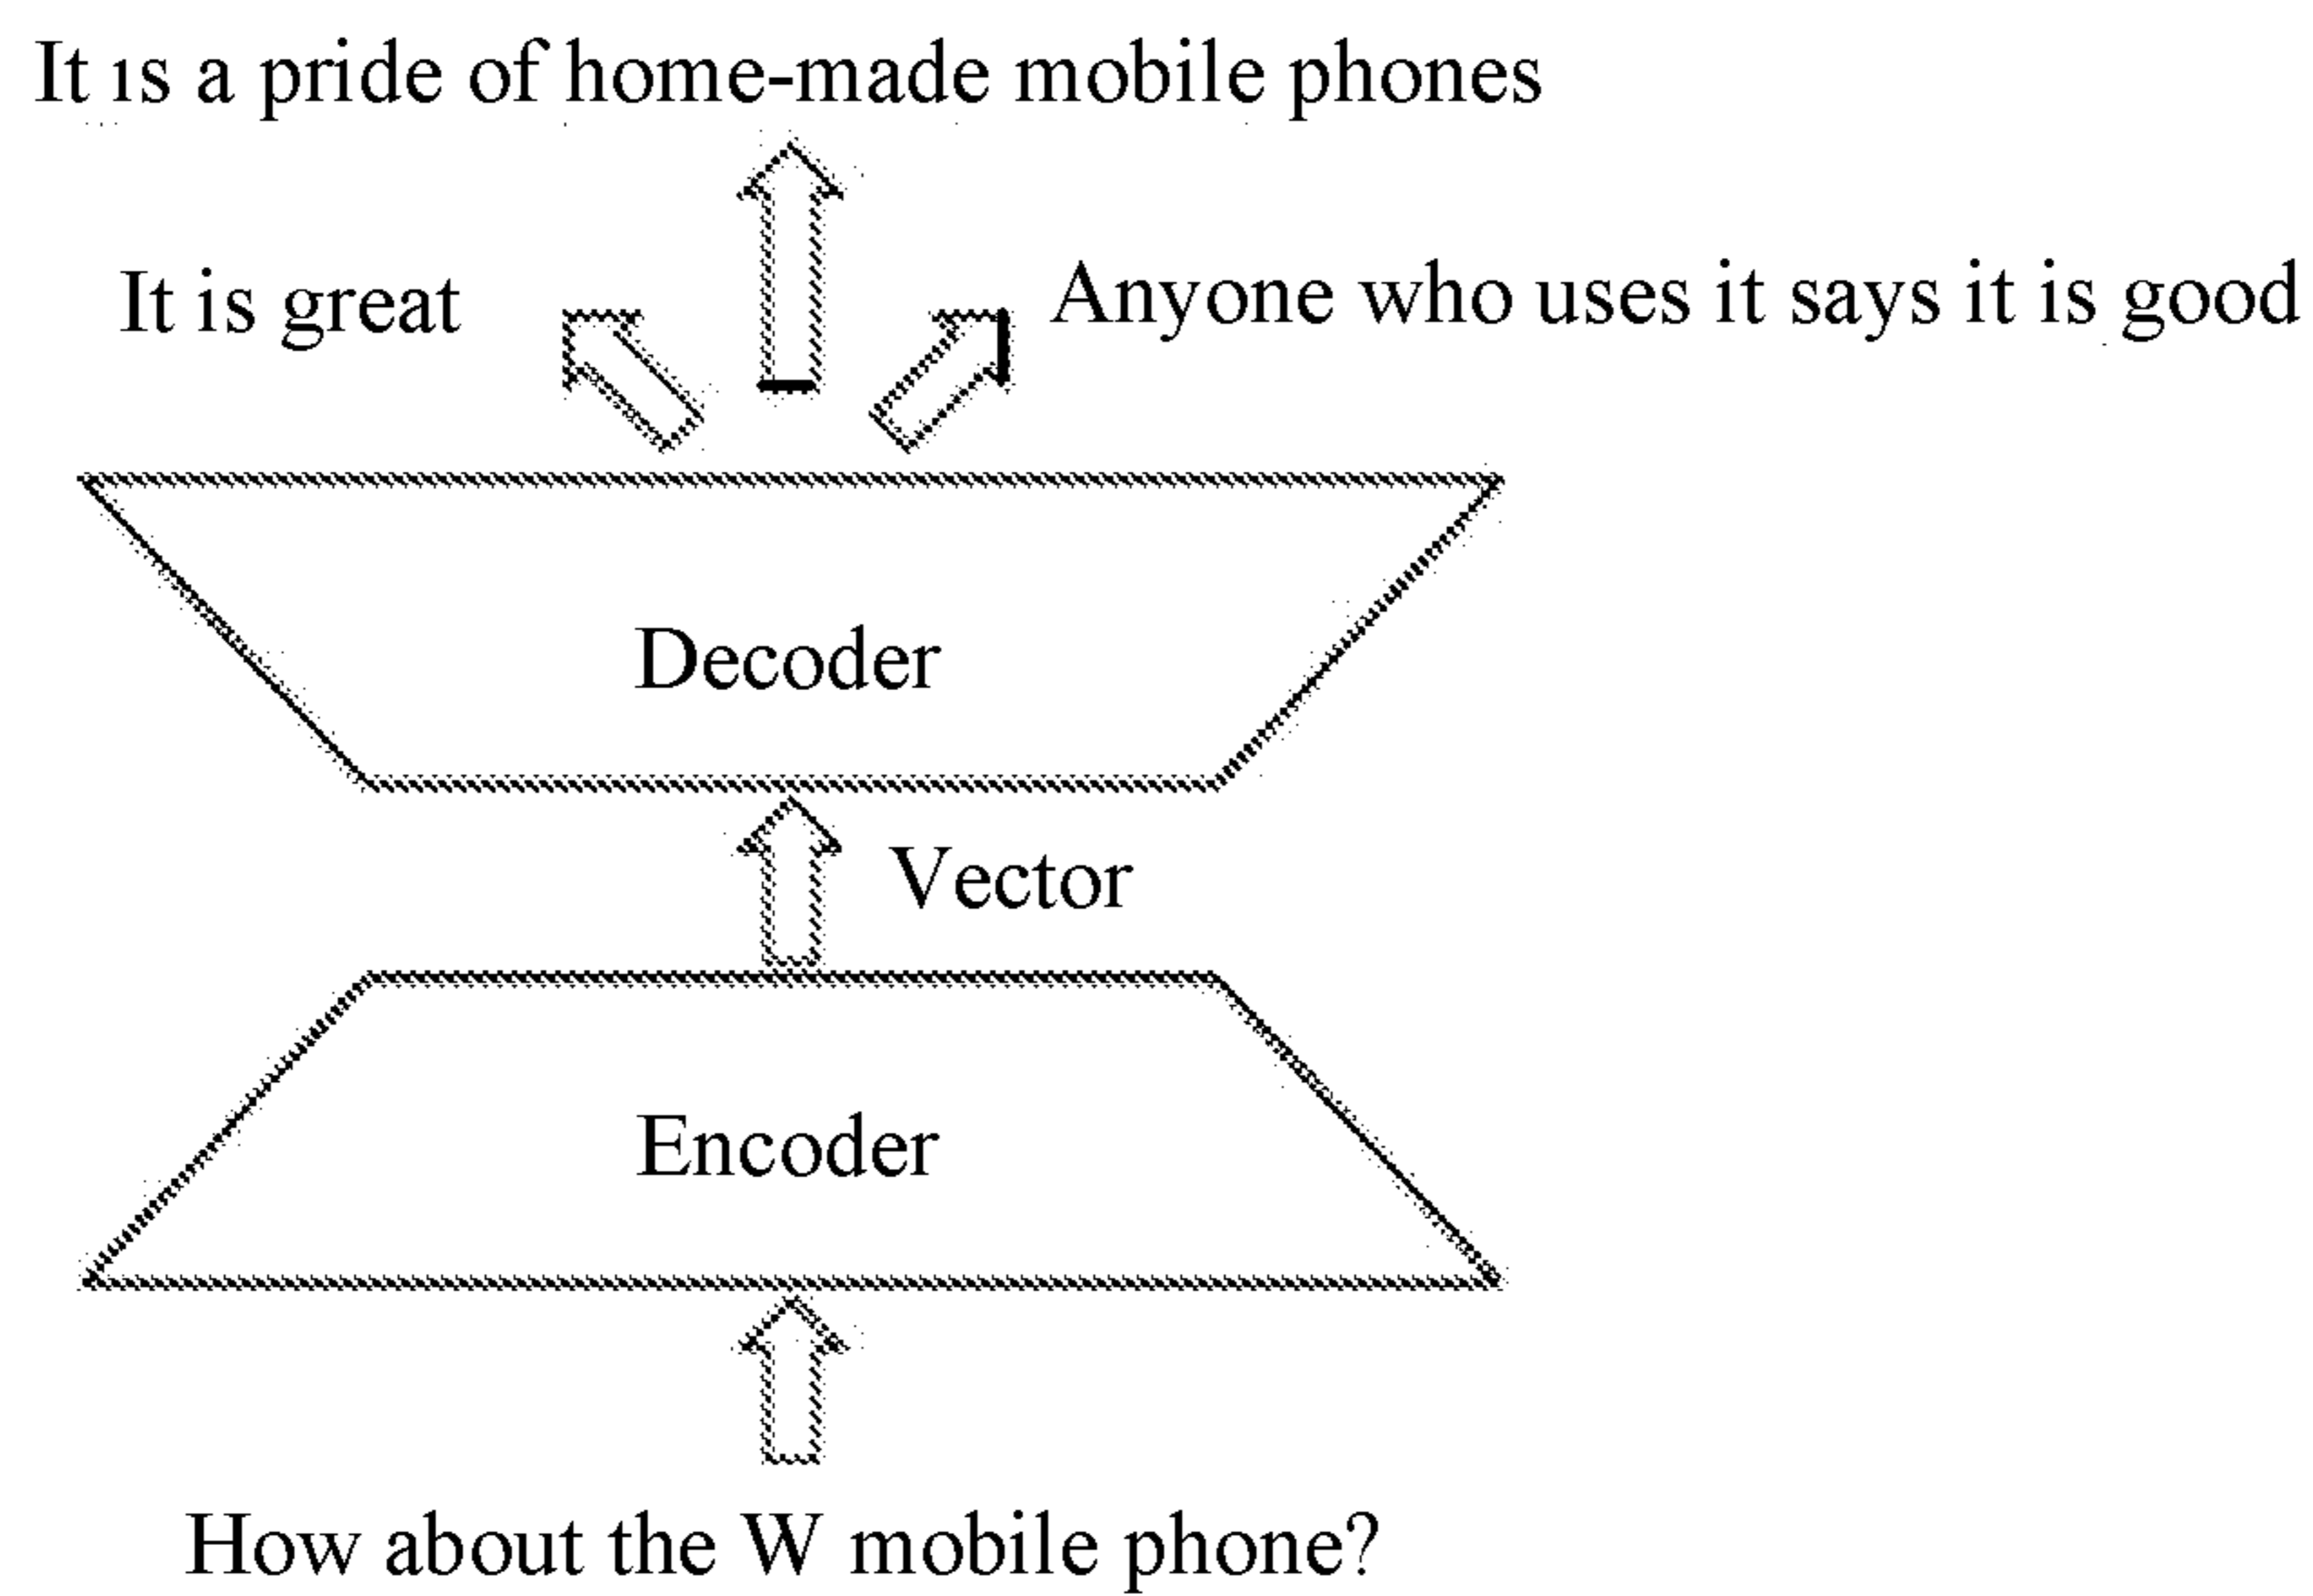 It is a pride of home-made mobile phones
It is great
Anyone who uses it says it is good
Decoder
Vector
Encoder
How about the W mobile phone?